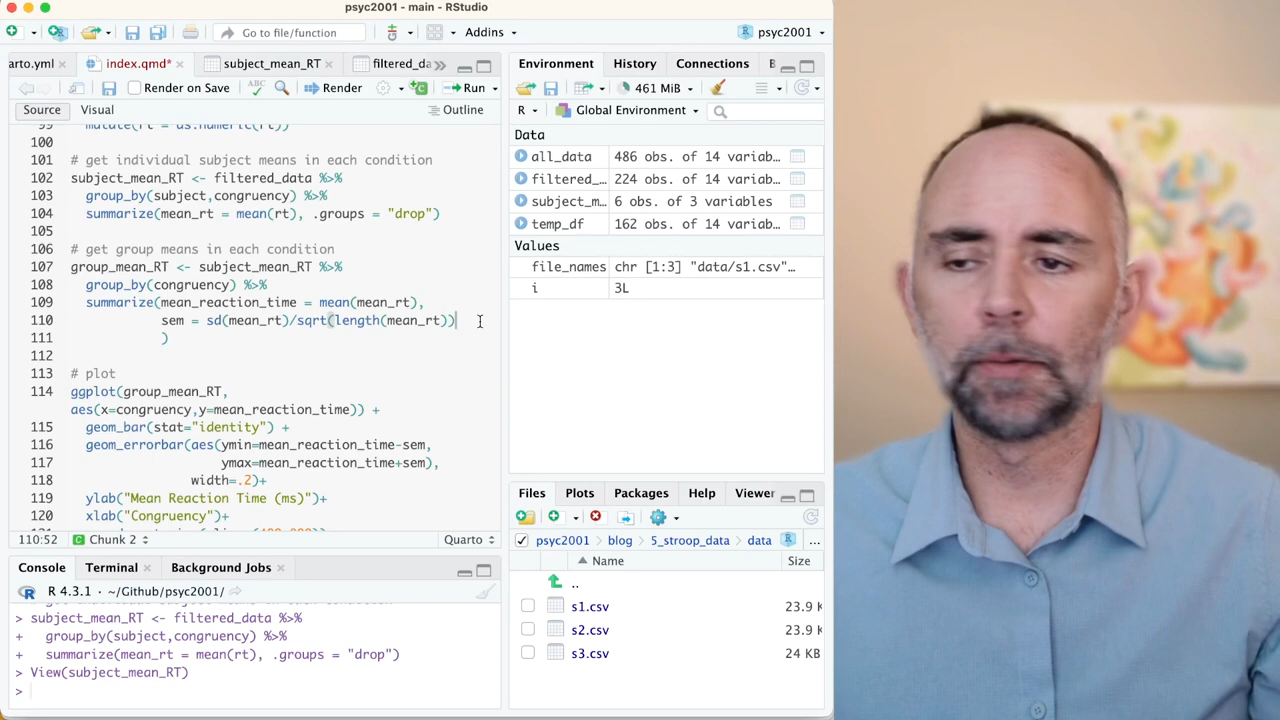 psyc2001 - main - RStudio
Go to file/function
Addins
psyc2001
arto.yml
index.qmd*
subject_mean_RT
filtered_da
Render on Save
ABC
Render
Run
Source
Visual
Outline
99 mutate(rt = as.numeric(rt))
100
101 # get individual subject means in each condition
102 subject_mean_RT <- filtered_data %>%
103 group_by(subject,congruency) %>%
104 summarize(mean_rt = mean(rt), .groups = "drop")
105
106 # get group means in each condition
107 group_mean_RT <- subject_mean_RT %>%
108 group_by(congruency) %>%
109 summarize(mean_reaction_time = mean(mean_rt),
110 sem = sd(mean_rt)/sqrt(length(mean_rt))
111 )
112
113 # plot
114 ggplot(group_mean_RT,
aes(x=congruency,y=mean_reaction_time)) +
115 geom_bar(stat="identity") +
116 geom_errorbar(aes(ymin=mean_reaction_time-sem,
117 ymax=mean_reaction_time+sem),
118 width=.2)+
119 ylab("Mean Reaction Time (ms)")+
120 xlab("Congruency")+
110:52
Chunk 2
Quarto
Console
Terminal
Background Jobs
R 4.3.1 · ~/Github/psyc2001/
> subject_mean_RT <- filtered_data %>%
+ group_by(subject,congruency) %>%
+ summarize(mean_rt = mean(rt), .groups = "drop")
> View(subject_mean_RT)
>
Environment
History
Connections
B
461 MiB
R
Global Environment
Data
all_data 486 obs. of 14 variab…
filtered_… 224 obs. of 14 variab…
subject_m… 6 obs. of 3 variables
temp_df 162 obs. of 14 variab…
Values
file_names chr [1:3] "data/s1.csv"…
i 3L
Files
Plots
Packages
Help
Viewer
psyc2001
blog
5_stroop_data
data
...
Name
Size
..
s1.csv 23.9 K
s2.csv 23.9 K
s3.csv 24 KB